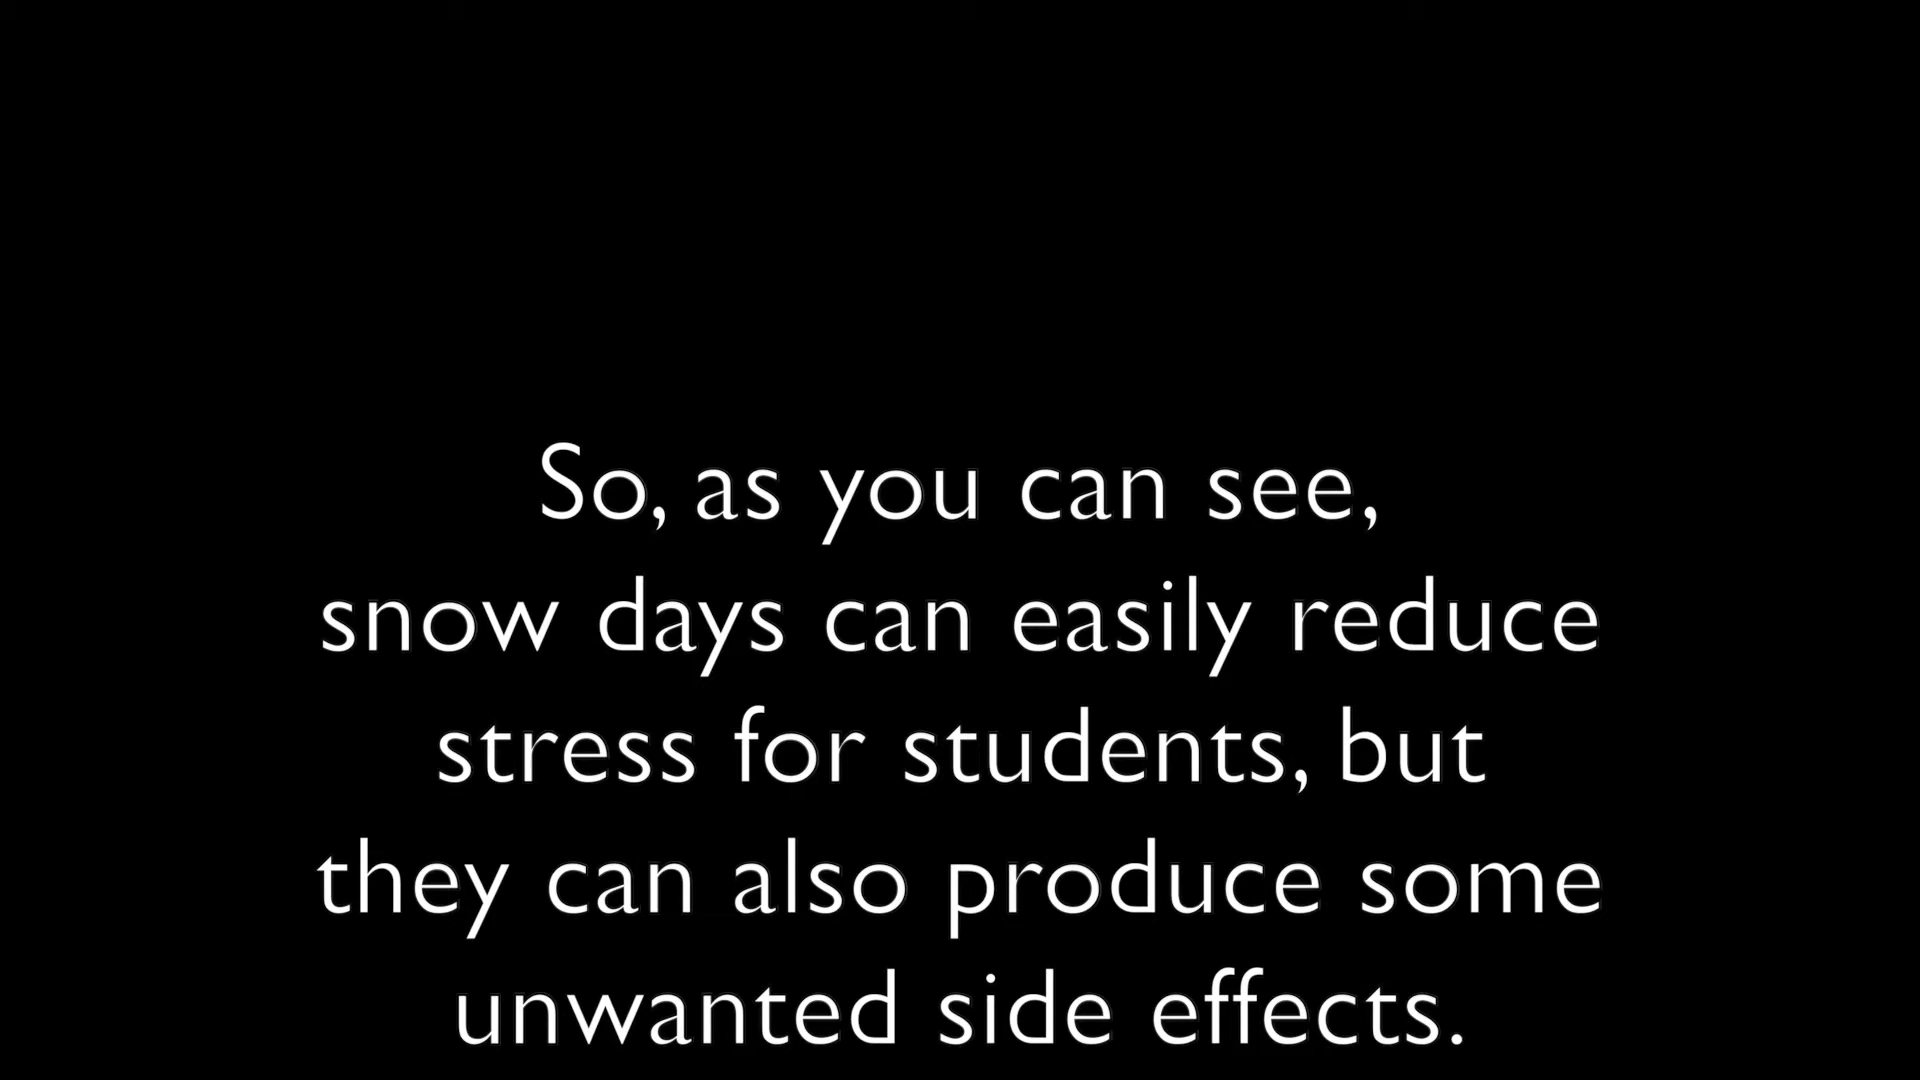 So, as you can see,
snow days can easily reduce
stress for students, but
they can also produce some
unwanted side effects.